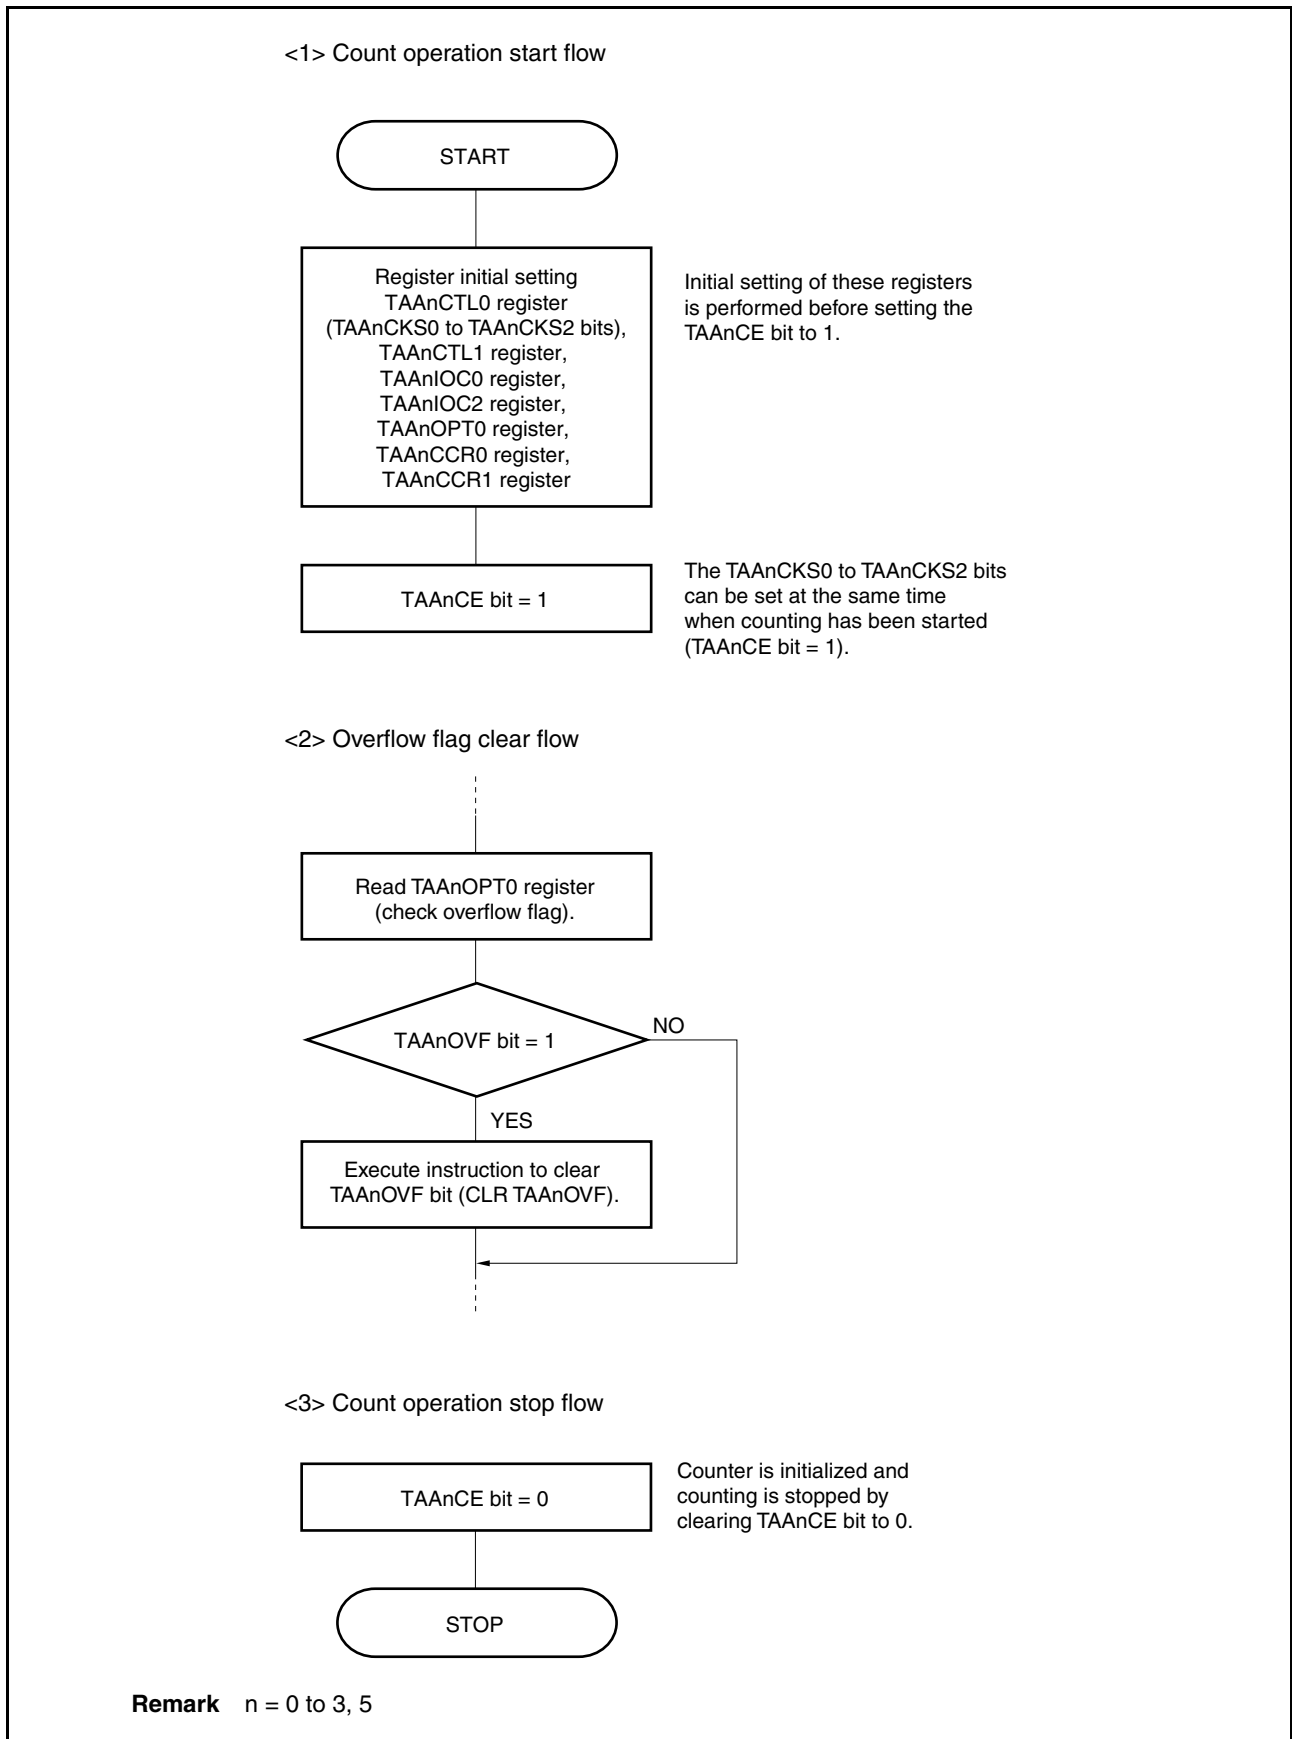 <1> Count operation start flow
START
Register initial setting
TAAnCTL0 register
(TAAnCKS0 to TAAnCKS2 bits),
TAAnCTL1 register,
TAAnIOC0 register,
TAAnIOC2 register,
TAAnOPT0 register,
TAAnCCR0 register,
TAAnCCR1 register
Initial setting of these registers
is performed before setting the
TAAnCE bit to 1.
TAAnCE bit = 1
The TAAnCKS0 to TAAnCKS2 bits
can be set at the same time
when counting has been started
(TAAnCE bit = 1).
<2> Overflow flag clear flow
Read TAAnOPT0 register
(check overflow flag).
TAAnOVF bit = 1
NO
YES
Execute instruction to clear
TAAnOVF bit (CLR TAAnOVF).
<3> Count operation stop flow
TAAnCE bit = 0
Counter is initialized and
counting is stopped by
clearing TAAnCE bit to 0.
STOP
Remark n = 0 to 3, 5